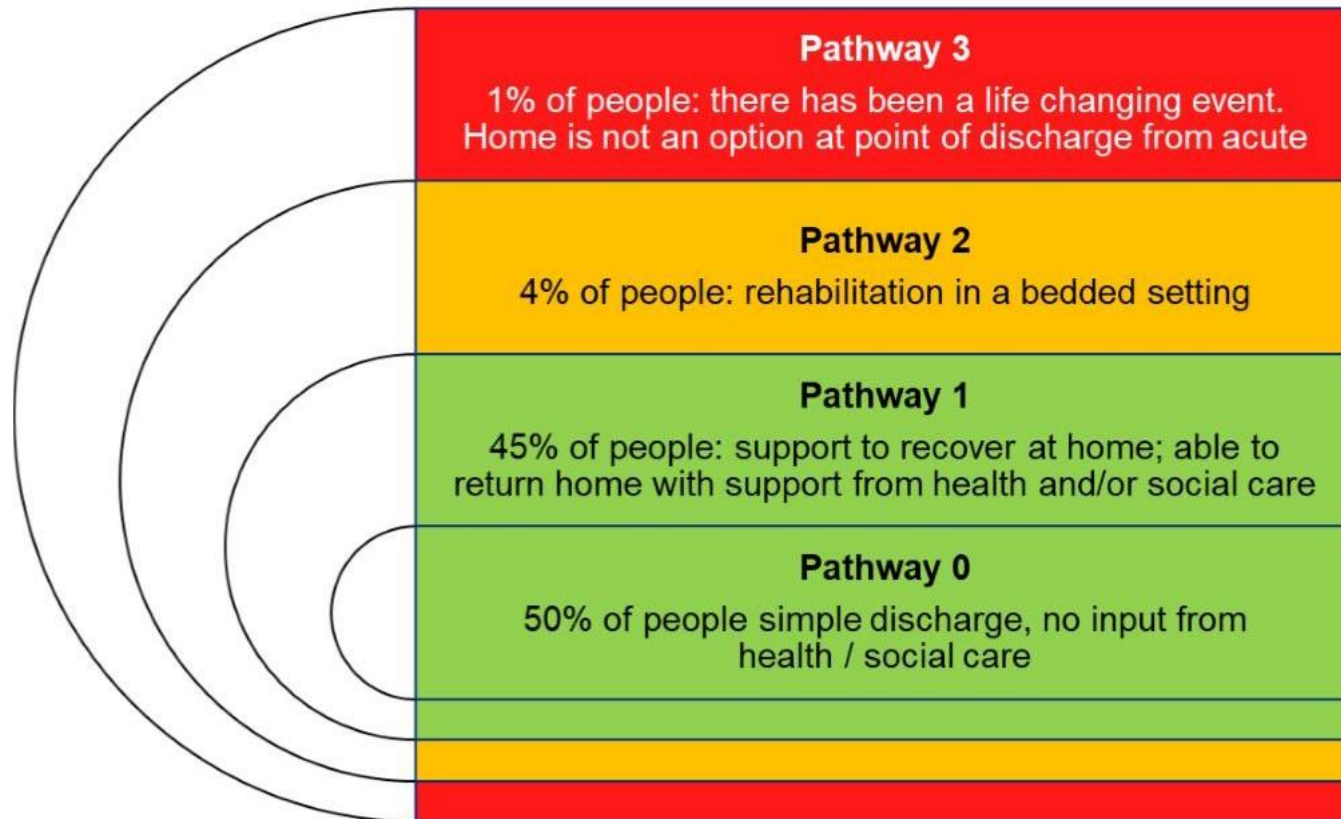 Pathway 3
1% of people: there has been a life changing event.
Home is not an option at point of discharge from acute
Pathway 2
4% of people: rehabilitation in a bedded setting
Pathway 1
45% of people: support to recover at home; able to
return home with support from health and/or social care
Pathway 0
50% of people simple discharge, no input from
health / social care